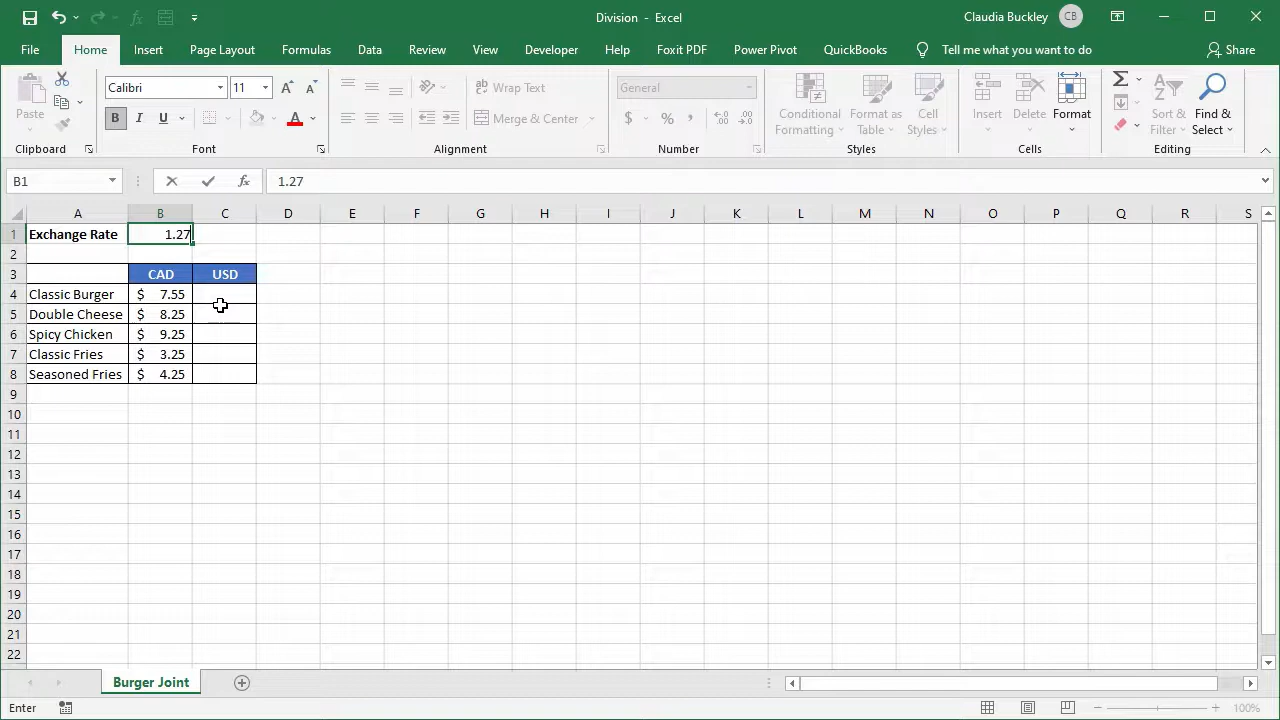 Division - Excel
Claudia Buckley CB
File Home Insert Page Layout Formulas Data Review View Developer Help Foxit PDF Power Pivot QuickBooks Tell me what you want to do Share
Calibri 11 Wrap Text General
Paste B I U Merge & Center $ % , Conditional Formatting Format as Table Cell Styles Insert Delete Format Sort & Filter Find & Select
Clipboard Font Alignment Number Styles Cells Editing
B1 fx 1.27
A B C D E F G H I J K L M N O P Q R S
1 Exchange Rate 1.27
2
3 CAD USD
4 Classic Burger $ 7.55
5 Double Cheese $ 8.25
6 Spicy Chicken $ 9.25
7 Classic Fries $ 3.25
8 Seasoned Fries $ 4.25
9
10
11
12
13
14
15
16
17
18
19
20
21
22
Burger Joint
Enter 100%